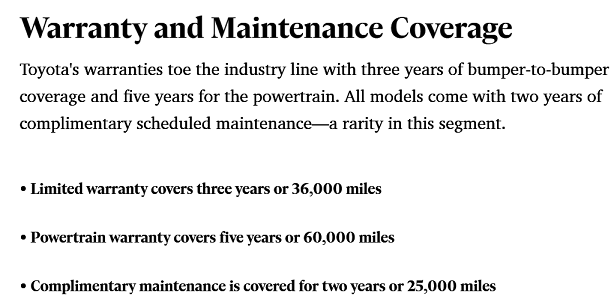 Warranty and Maintenance Coverage
Toyota's warranties toe the industry line with three years of bumper-to-bumper
coverage and five years for the powertrain. All models come with two years of
complimentary scheduled maintenance—a rarity in this segment.
• Limited warranty covers three years or 36,000 miles
• Powertrain warranty covers five years or 60,000 miles
• Complimentary maintenance is covered for two years or 25,000 miles